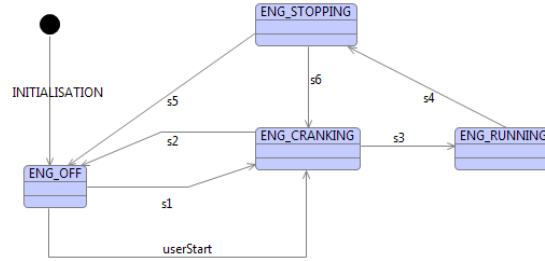 ENG_STOPPING
s6
s5
s4
INITIALISATION
s2
ENG_CRANKING
s3
ENG_RUNNING
ENG_OFF
s1
userStart